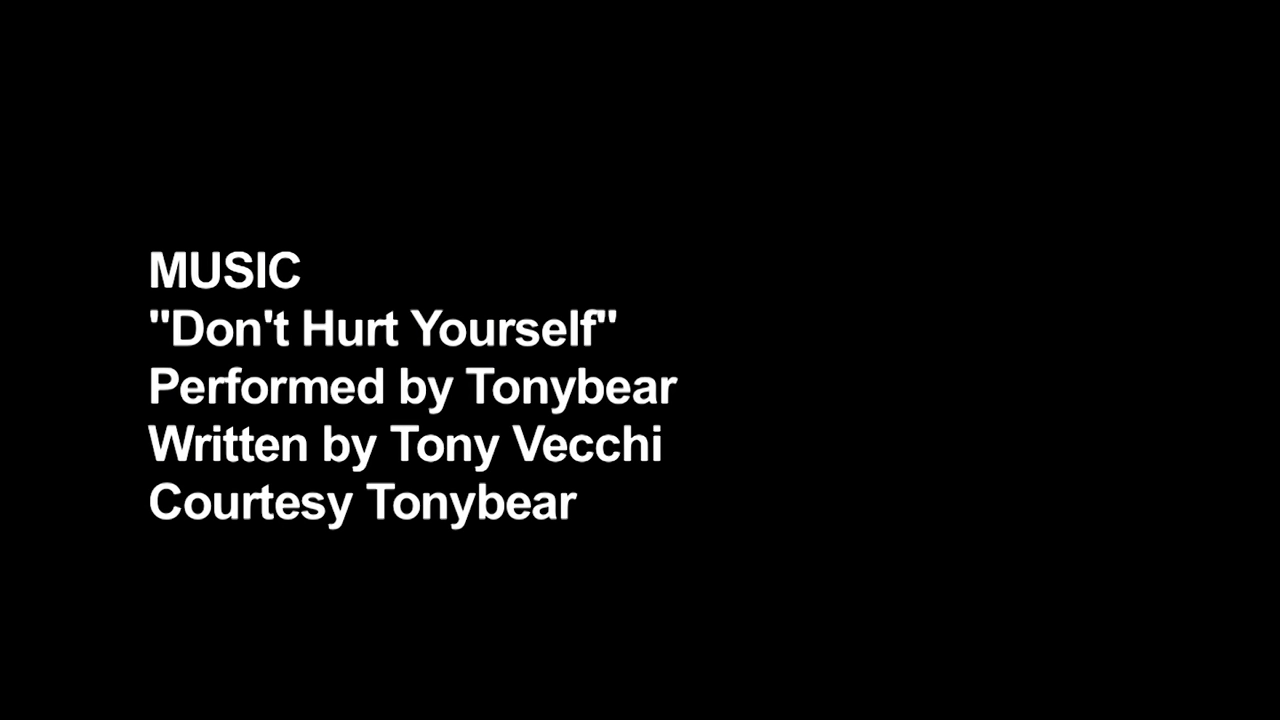 MUSIC
"Don't Hurt Yourself"
Performed by Tonybear
Written by Tony Vecchi
Courtesy Tonybear